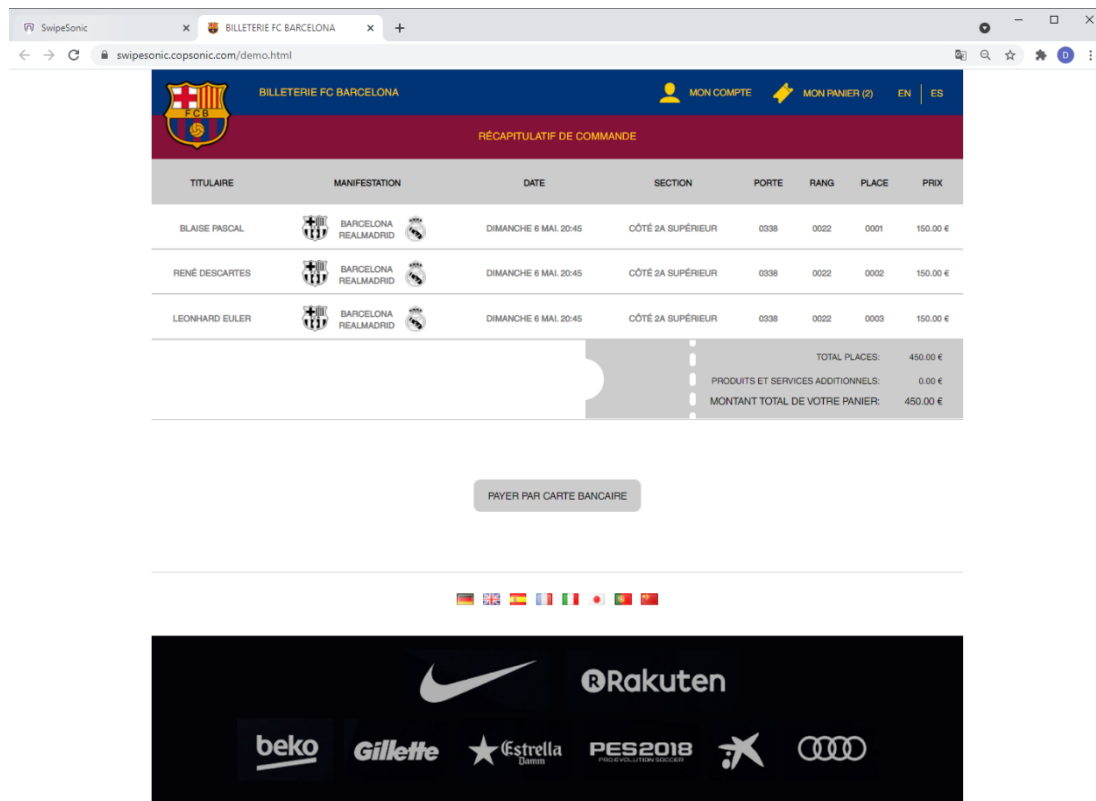 SwipeSonic
BILLETERIE FC BARCELONA
swipesonic.copsonic.com/demo.html
D
FCB
BILLETERIE FC BARCELONA
MON COMPTE
MON PANIER (2)
EN
ES
RÉCAPITULATIF DE COMMANDE
TITULAIRE MANIFESTATION DATE SECTION PORTE RANG PLACE PRIX
BLAISE PASCAL BARCELONA REALMADRID DIMANCHE 6 MAI. 20:45 CÔTÉ 2A SUPÉRIEUR 0338 0022 0001 150.00 €
RENÉ DESCARTES BARCELONA REALMADRID DIMANCHE 6 MAI. 20:45 CÔTÉ 2A SUPÉRIEUR 0338 0022 0002 150.00 €
LEONHARD EULER BARCELONA REALMADRID DIMANCHE 6 MAI. 20:45 CÔTÉ 2A SUPÉRIEUR 0338 0022 0003 150.00 €
TOTAL PLACES: 450.00 €
PRODUITS ET SERVICES ADDITIONNELS: 0.00 €
MONTANT TOTAL DE VOTRE PANIER: 450.00 €
PAYER PAR CARTE BANCAIRE
R Rakuten
beko
Gillette
Estrella
Damm
PES2018
PRO EVOLUTION SOCCER